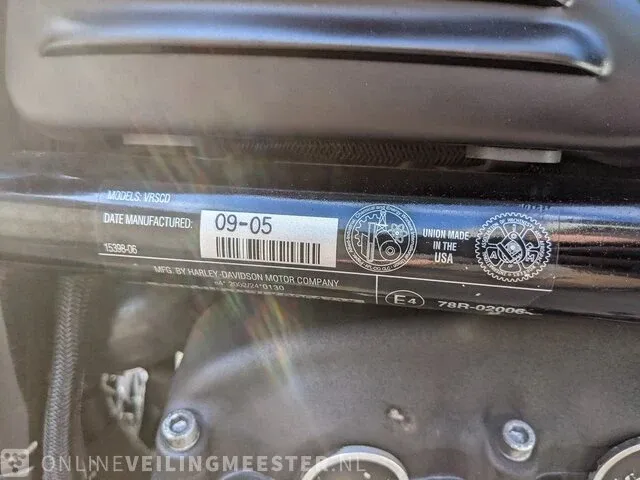 MODELS: VRSCD
DATE MANUFACTURED: 09-05
15398-06
UNION MADE
IN THE
USA
MFG. BY HARLEY-DAVIDSON MOTOR COMPANY
E4 78R-02006
ONLINEVEILINGMEESTER.NL